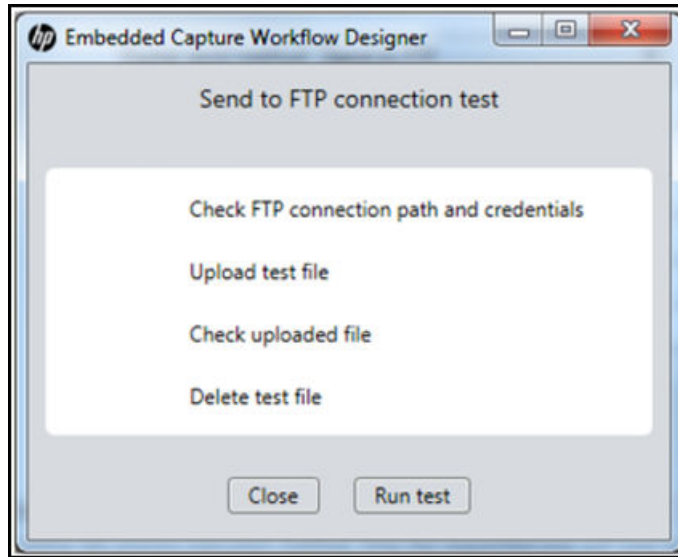 hp Embedded Capture Workflow Designer
Send to FTP connection test
Check FTP connection path and credentials
Upload test file
Check uploaded file
Delete test file
Close Run test